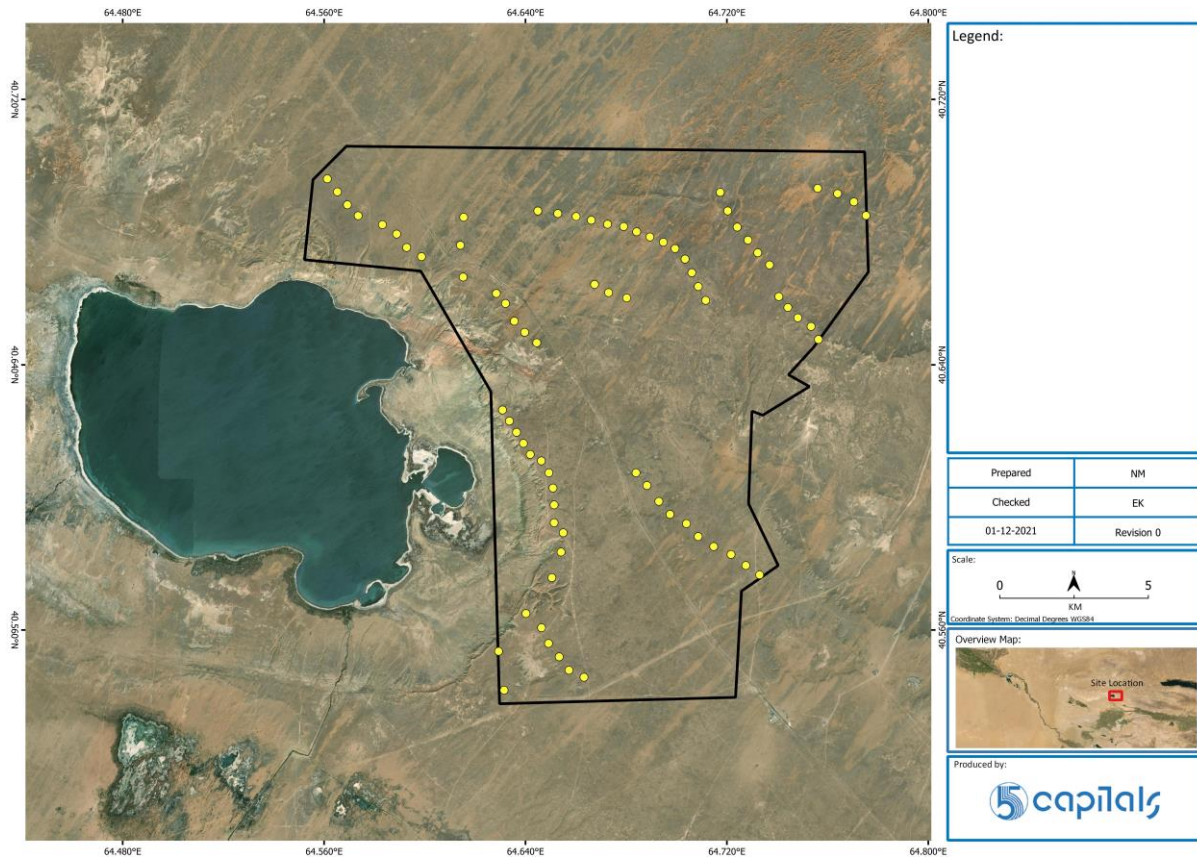 64.480°E 64.560°E 64.640°E 64.720°E 64.800°E
40.720°N 40.720°N
40.640°N 40.640°N
40.560°N 40.560°N
64.480°E 64.560°E 64.640°E 64.720°E 64.800°E
Legend:
Prepared NM
Checked EK
01-12-2021 Revision 0
Scale:
N
0 5
KM
Coordinate System: Decimal Degrees WGS84
Overview Map:
Site Location
Produced by:
5 capitals